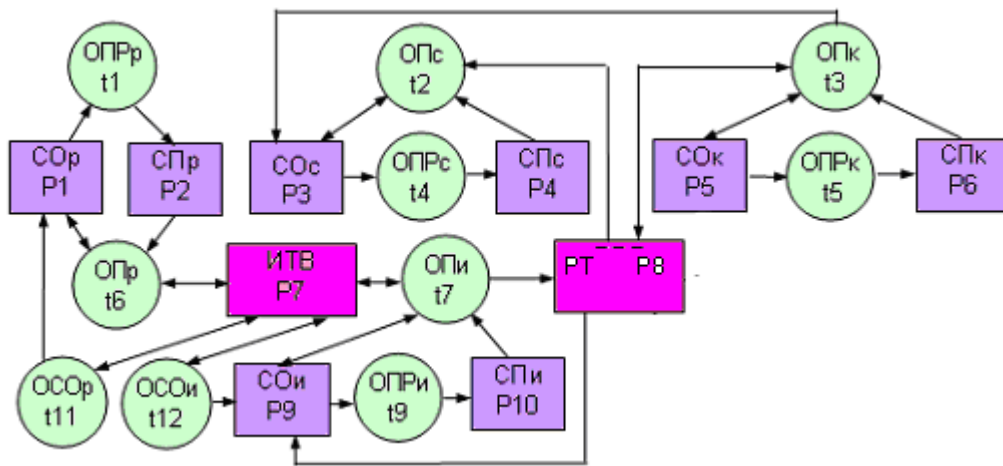 ОПРр
t1
ОПс
t2
ОПк
t3
СОр
P1
СПр
P2
СОс
P3
ОПРс
t4
СПс
P4
СОк
P5
ОПРк
t5
СПк
P6
ОПр
t6
ИТВ
P7
ОПи
t7
РТ --- P8
ОСОр
t11
ОСОи
t12
СОи
P9
ОПРи
t9
СПи
P10